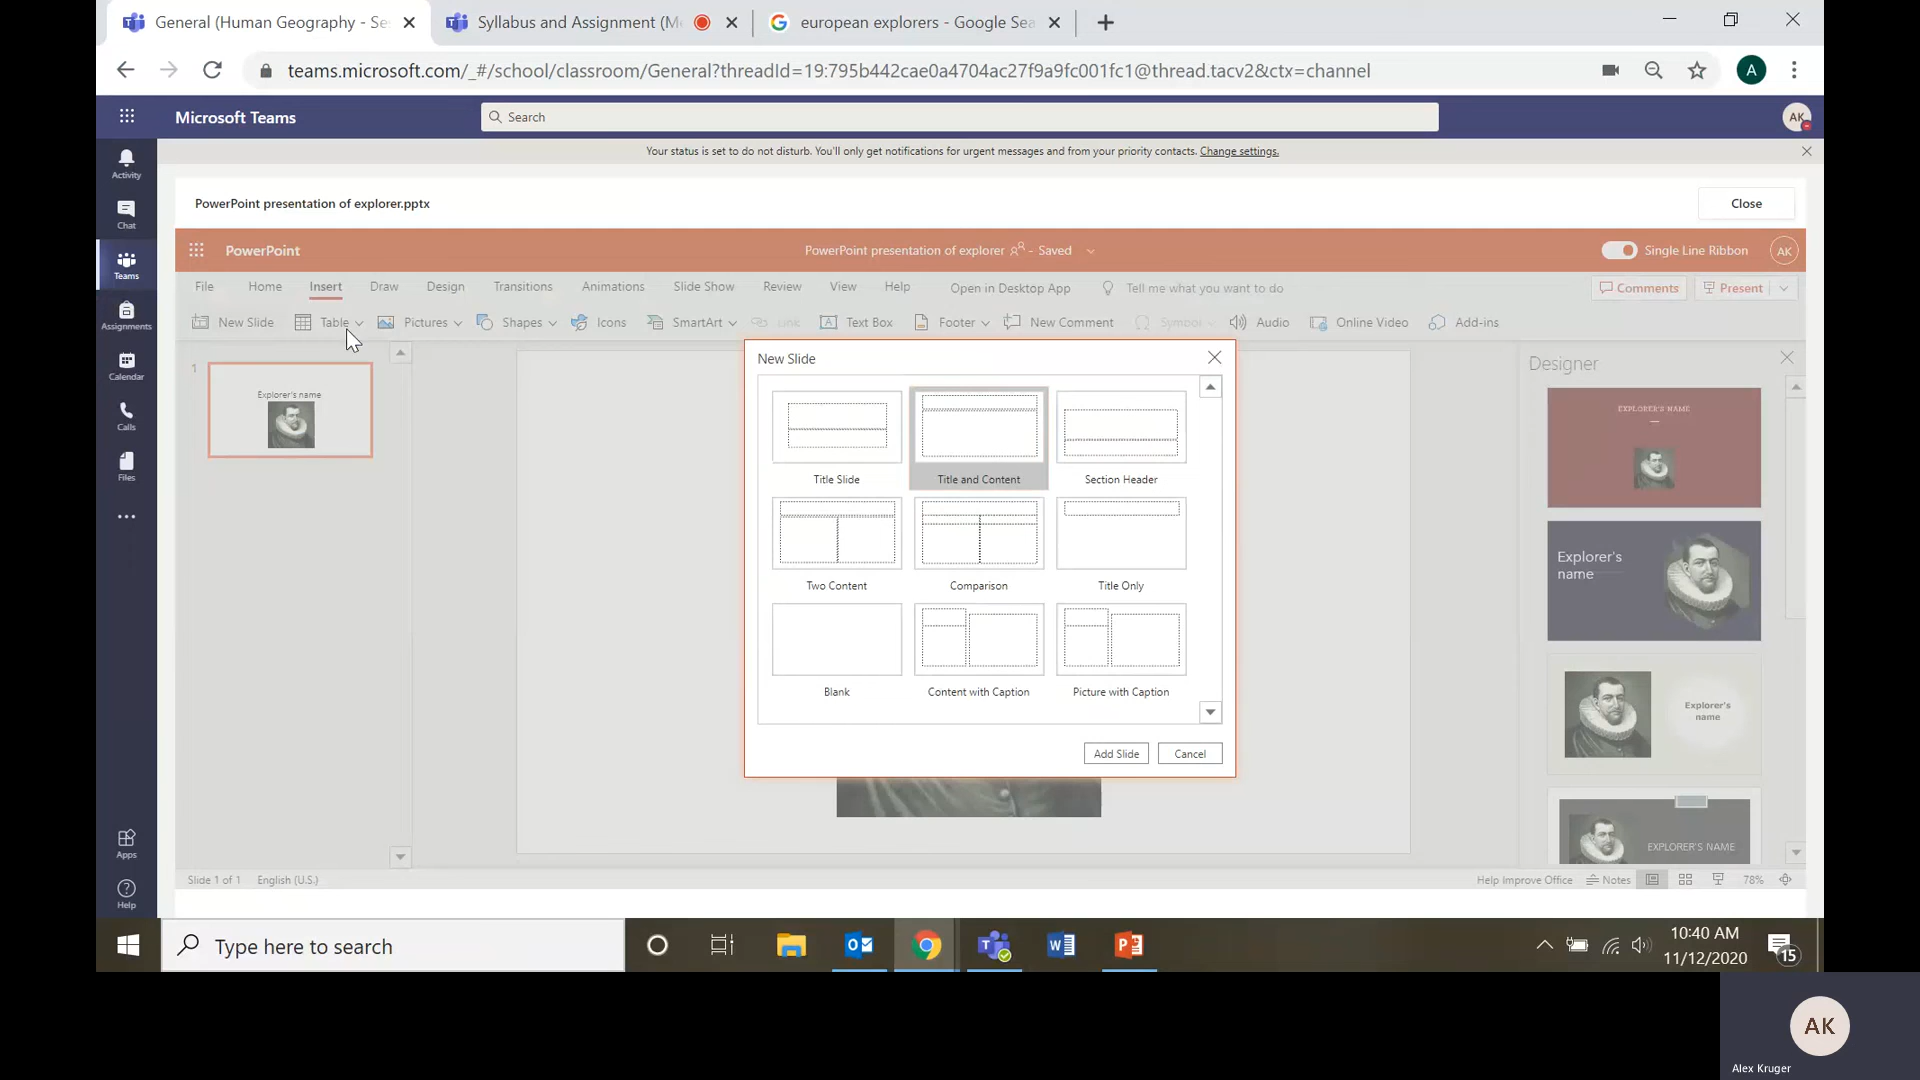 General (Human Geography - Se
Syllabus and Assignment (M
european explorers - Google Sea
teams.microsoft.com/_#/school/classroom/General?threadId=19:795b442cae0a4704ac27f9a9fc001fc1@thread.tacv2&ctx=channel
A
Microsoft Teams
Search
AK
Your status is set to do not disturb. You'll only get notifications for urgent messages and from your priority contacts. Change settings.
Activity
Chat
Teams
Assignments
Calendar
Calls
Files
Apps
Help
PowerPoint presentation of explorer.pptx
Close
PowerPoint
PowerPoint presentation of explorer - Saved
Single Line Ribbon
AK
File Home Insert Draw Design Transitions Animations Slide Show Review View Help Open in Desktop App Tell me what you want to do
Comments Present
New Slide Table Pictures Shapes Icons SmartArt Link Text Box Footer New Comment Symbol Audio Online Video Add-ins
1
Explorer's name
New Slide
Title Slide Title and Content Section Header
Two Content Comparison Title Only
Blank Content with Caption Picture with Caption
Add Slide Cancel
Designer
EXPLORER'S NAME
Explorer's
name
Explorer's
name
EXPLORER'S NAME
Slide 1 of 1 English (U.S.)
Help Improve Office Notes 78%
Type here to search
10:40 AM
11/12/2020
15
AK
Alex Kruger